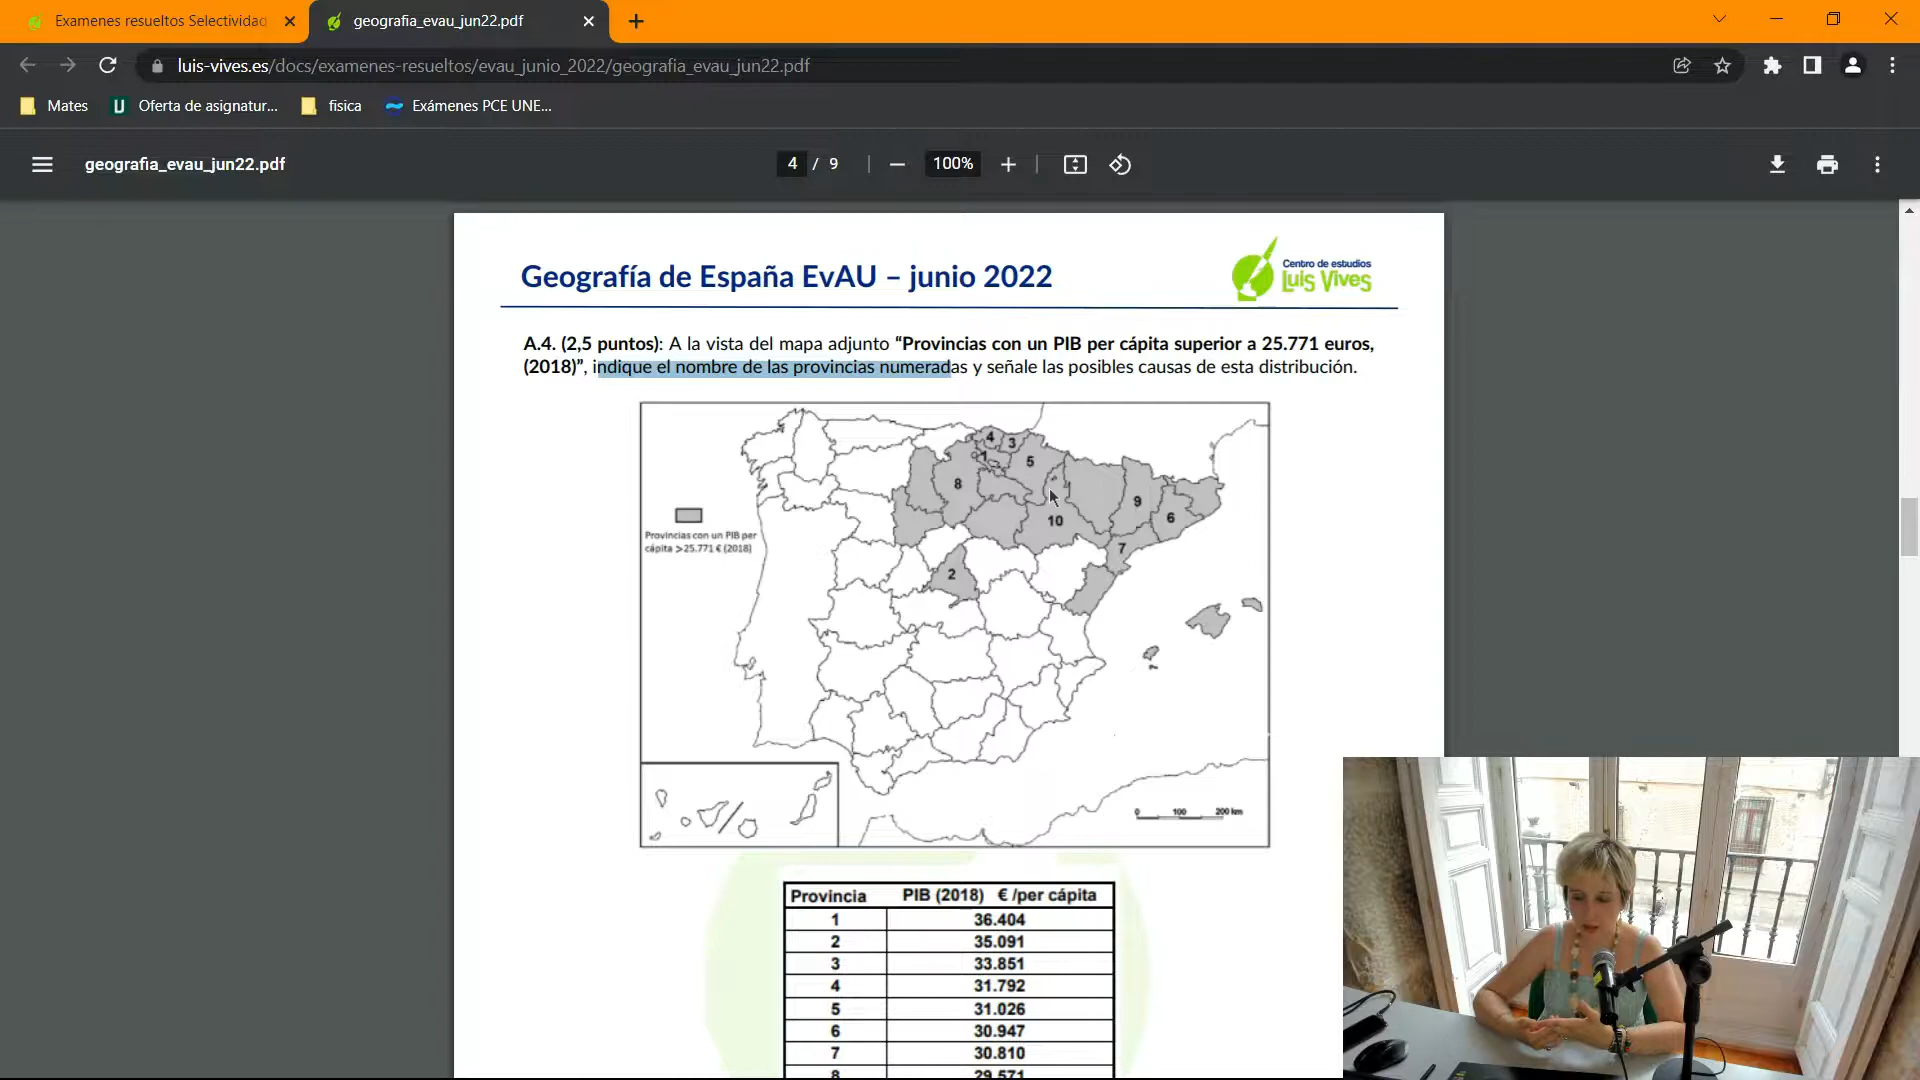 Examenes resueltos Selectividad
geografia_evau_jun22.pdf
luis-vives.es/docs/examenes-resueltos/evau_junio_2022/geografia_evau_jun22.pdf
Mates
U
Oferta de asignatur...
fisica
Exámenes PCE UNE...
geografia_evau_jun22.pdf
4 / 9
100%
Geografía de España EvAU – junio 2022
Centro de estudios
Luis Vives
A.4. (2,5 puntos): A la vista del mapa adjunto “Provincias con un PIB per cápita superior a 25.771 euros,
(2018)”, indique el nombre de las provincias numeradas y señale las posibles causas de esta distribución.
4
3
1
5
8
9
6
10
7
2
Provincias con un PIB per
cápita >25.771 € (2018)
0 100 200 km
Provincia PIB (2018) € /per cápita
1 36.404
2 35.091
3 33.851
4 31.792
5 31.026
6 30.947
7 30.810
8 29.571